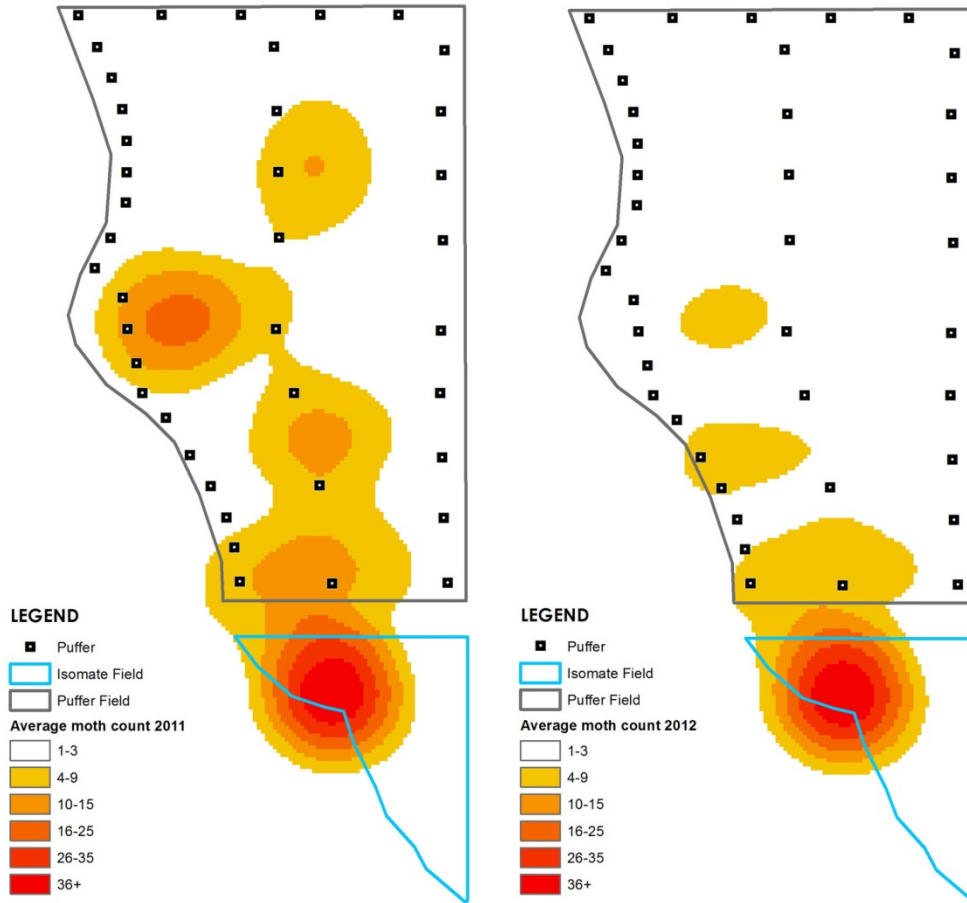 LEGEND
Puffer
Isomate Field
Puffer Field
Average moth count 2011
1-3
4-9
10-15
16-25
26-35
36+
LEGEND
Puffer
Isomate Field
Puffer Field
Average moth count 2012
1-3
4-9
10-15
16-25
26-35
36+